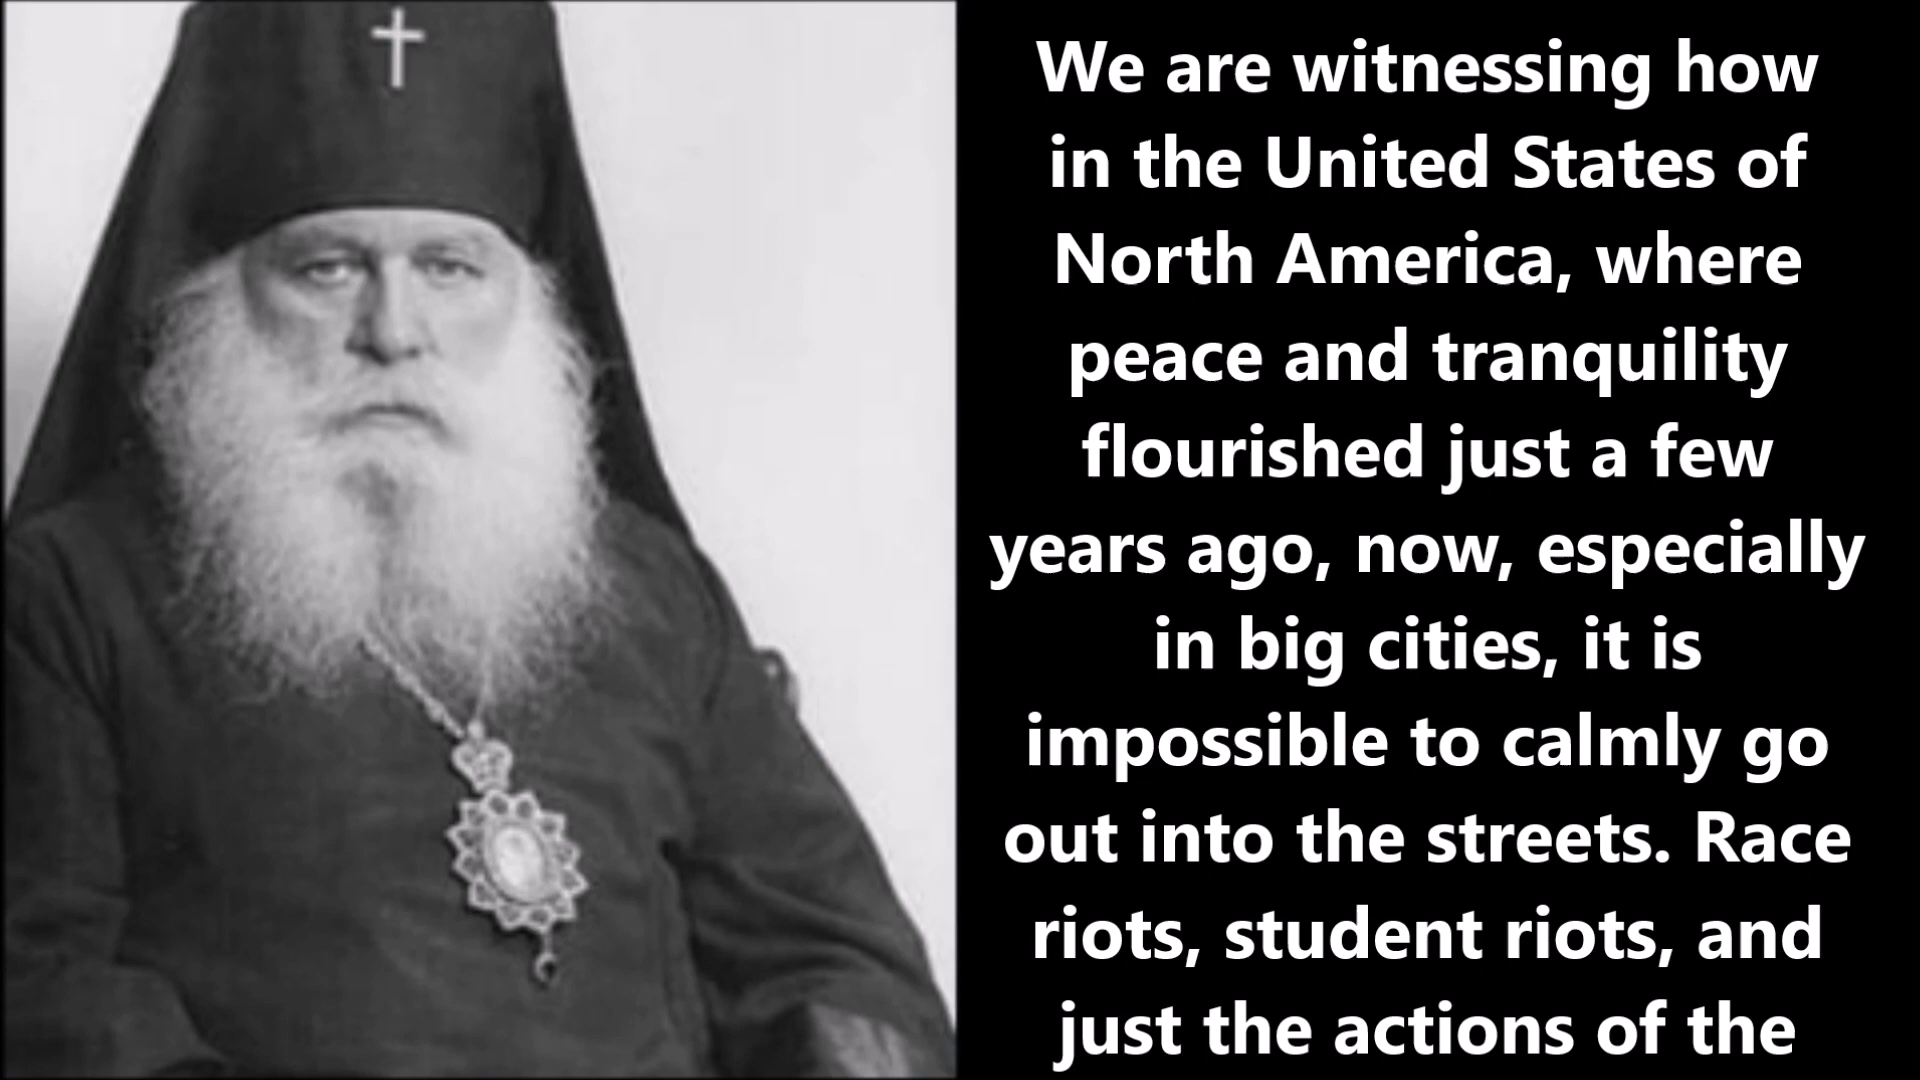 We are witnessing how
in the United States of
North America, where
peace and tranquility
flourished just a few
years ago, now, especially
in big cities, it is
impossible to calmly go
out into the streets. Race
riots, student riots, and
just the actions of the